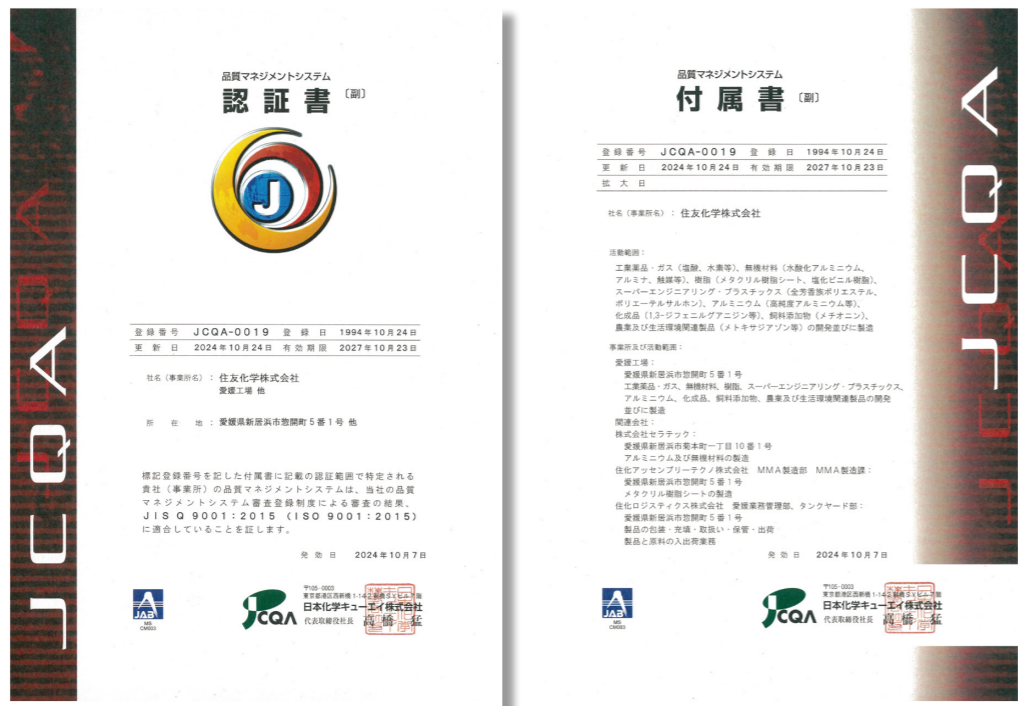 JCQA
品質マネジメントシステム
認証書〔副〕
J
登録番号 JCQA-0019 登録日 1994年10月24日
更新日 2024年10月24日 有効期限 2027年10月23日
社名（事業所名）： 住友化学株式会社
愛媛工場 他
所在地： 愛媛県新居浜市惣開町5番1号 他
標記登録番号を記した付属書に記載の認証範囲で特定される
貴社（事業所）の品質マネジメントシステムは、当社の品質
マネジメントシステム審査登録制度による審査の結果、
JIS Q 9001：2015 （ISO 9001：2015）
に適合していることを証します。
発効日 2024年10月7日
JAB
MS
CM003
JCQA
〒105-0003
東京都港区西新橋1-14-2
日本化学キューエイ株式会社
代表取締役社長 高橋 猛
品質マネジメントシステム
付属書〔副〕
登録番号 JCQA-0019 登録日 1994年10月24日
更新日 2024年10月24日 有効期限 2027年10月23日
拡大日
社名（事業所名）： 住友化学株式会社
活動範囲：
工業薬品・ガス（塩酸、水素等）、無機材料（水酸化アルミニウム、
アルミナ、触媒等）、樹脂（メタクリル樹脂シート、塩化ビニル樹脂）、
スーパーエンジニアリング・プラスチックス（全芳香族ポリエステル、
ポリエーテルサルホン）、アルミニウム（高純度アルミニウム等）、
化成品（1,3-ジフェニルグアニジン等）、飼料添加物（メチオニン）、
農業及び生活環境関連製品（メトキサジアゾン等）の開発並びに製造
事業所及び活動範囲：
愛媛工場：
愛媛県新居浜市惣開町5番1号
工業薬品・ガス、無機材料、樹脂、スーパーエンジニアリング・プラスチックス、
アルミニウム、化成品、飼料添加物、農業及び生活環境関連製品の開発
並びに製造
関連会社：
株式会社セラテック：
愛媛県新居浜市菊本町一丁目10番1号
アルミニウム及び無機材料の製造
住化アッセンブリーテクノ株式会社 MMA製造部 MMA製造課：
愛媛県新居浜市惣開町5番1号
メタクリル樹脂シートの製造
住化ロジスティクス株式会社 愛媛業務管理部、タンクヤード部：
愛媛県新居浜市惣開町5番1号
製品の包装・充填・取扱い・保管・出荷
製品と原料の入出荷業務
発効日 2024年10月7日
JAB
MS
CM003
JCQA
〒105-0003
東京都港区西新橋1-14-2
日本化学キューエイ株式会社
代表取締役社長 高橋 猛
JCQA